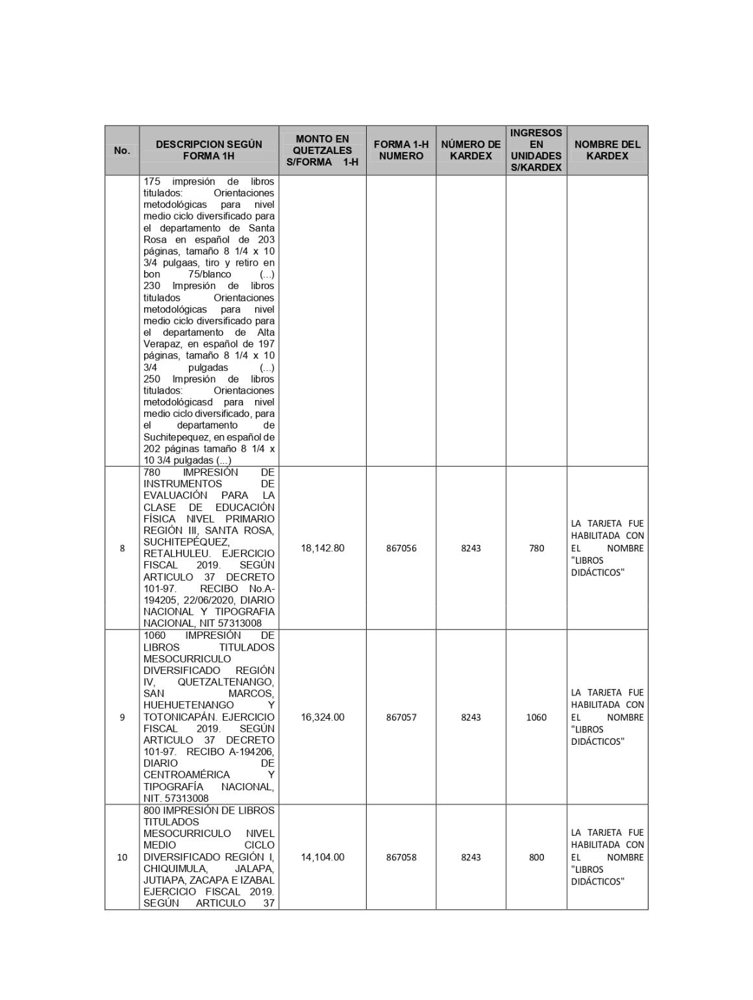 No.
DESCRIPCION SEGÚN
FORMA 1H
MONTO EN
QUETZALES
S/FORMA 1-H
FORMA 1-H
NUMERO
NÚMERO DE
KARDEX
INGRESOS
EN
UNIDADES
S/KARDEX
NOMBRE DEL
KARDEX
175 impresión de libros
titulados: Orientaciones
metodológicas para nivel
medio ciclo diversificado para
el departamento de Santa
Rosa en español de 203
páginas, tamaño 8 1/4 x 10
3/4 pulgaas, tiro y retiro en
bon 75/blanco (...)
230 Impresión de libros
titulados Orientaciones
metodológicas para nivel
medio ciclo diversificado para
el departamento de Alta
Verapaz, en español de 197
páginas, tamaño 8 1/4 x 10
3/4 pulgadas (...)
250 Impresión de libros
titulados: Orientaciones
metodológicasd para nivel
medio ciclo diversificado, para
el departamento de
Suchitepequez, en español de
202 páginas tamaño 8 1/4 x
10 3/4 pulgadas (...)
8
780 IMPRESIÓN DE
INSTRUMENTOS DE
EVALUACIÓN PARA LA
CLASE DE EDUCACIÓN
FÍSICA NIVEL PRIMARIO
REGIÓN III, SANTA ROSA,
SUCHITEPÉQUEZ,
RETALHULEU. EJERCICIO
FISCAL 2019. SEGÚN
ARTICULO 37 DECRETO
101-97. RECIBO No.A-
194205, 22/06/2020, DIARIO
NACIONAL Y TIPOGRAFIA
NACIONAL, NIT 57313008
18,142.80
867056
8243
780
LA TARJETA FUE
HABILITADA CON
EL NOMBRE
"LIBROS
DIDÁCTICOS"
9
1060 IMPRESIÓN DE
LIBROS TITULADOS
MESOCURRICULO
DIVERSIFICADO REGIÓN
IV, QUETZALTENANGO,
SAN MARCOS,
HUEHUETENANGO Y
TOTONICAPÁN. EJERCICIO
FISCAL 2019. SEGÚN
ARTICULO 37 DECRETO
101-97. RECIBO A-194206,
DIARIO DE
CENTROAMÉRICA Y
TIPOGRAFÍA NACIONAL,
NIT. 57313008
16,324.00
867057
8243
1060
LA TARJETA FUE
HABILITADA CON
EL NOMBRE
"LIBROS
DIDÁCTICOS"
10
800 IMPRESIÓN DE LIBROS
TITULADOS
MESOCURRICULO NIVEL
MEDIO CICLO
DIVERSIFICADO REGIÓN I,
CHIQUIMULA, JALAPA,
JUTIAPA, ZACAPA E IZABAL
EJERCICIO FISCAL 2019.
SEGÚN ARTICULO 37
14,104.00
867058
8243
800
LA TARJETA FUE
HABILITADA CON
EL NOMBRE
"LIBROS
DIDÁCTICOS"